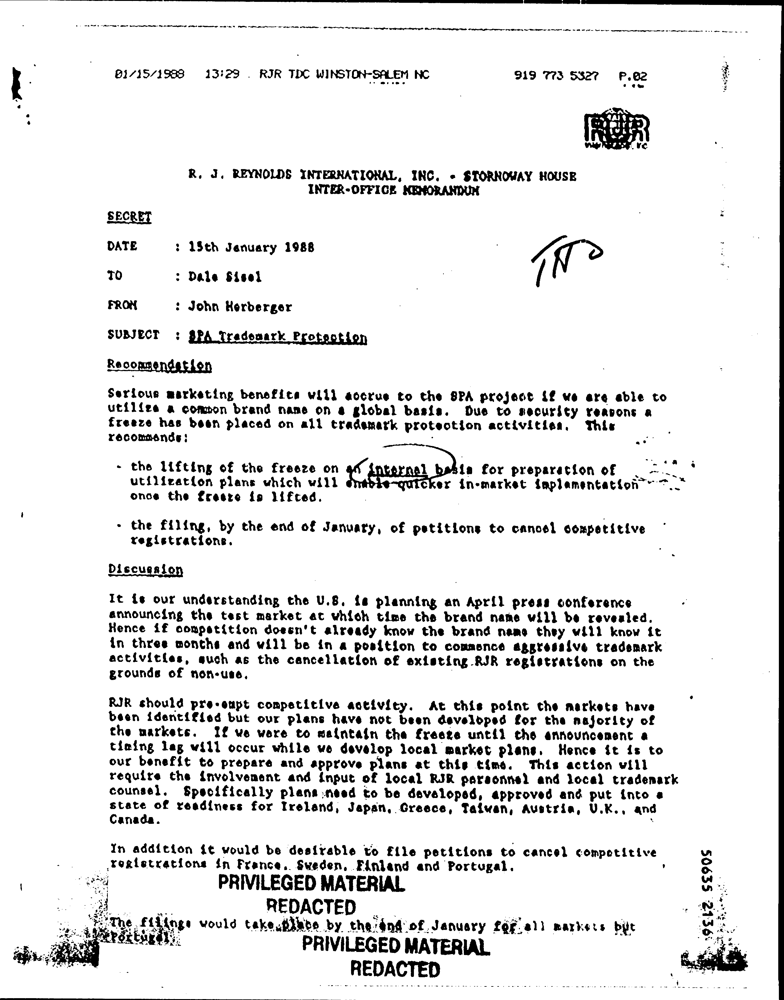 01/15/1988 13:29 . RJR TDC WINSTON-SALEM NC 919 773 5327 P.02
RJR
R. J. REYNOLDS INTERNATIONAL, INC. - STORNOWAY HOUSE
INTER-OFFICE MEMORANDUM
SECRET
DATE : 15th January 1988
TO : Dale Sisel
FROM : John Herberger
SUBJECT : SPA Trademark Protection
Recommendation
Serious marketing benefits will accrue to the SPA project if we are able to
utilize a common brand name on a global basis. Due to security reasons a
freeze has been placed on all trademark protection activities. This
recommends:
- the lifting of the freeze on an internal basis for preparation of
utilization plans which will enable quicker in-market implementation
once the freeze is lifted.
- the filing, by the end of January, of petitions to cancel competitive
registrations.
Discussion
It is our understanding the U.S. is planning an April press conference
announcing the test market at which time the brand name will be revealed.
Hence if competition doesn't already know the brand name they will know it
in three months and will be in a position to commence aggressive trademark
activities, such as the cancellation of existing RJR registrations on the
grounds of non-use.
RJR should pre-empt competitive activity. At this point the markets have
been identified but our plans have not been developed for the majority of
the markets. If we were to maintain the freeze until the announcement a
timing lag will occur while we develop local market plans. Hence it is to
our benefit to prepare and approve plans at this time. This action will
require the involvement and input of local RJR personnel and local trademark
counsel. Specifically plans need to be developed, approved and put into a
state of readiness for Ireland, Japan, Greece, Taiwan, Austria, U.K., and
Canada.
In addition it would be desirable to file petitions to cancel competitive
registrations in France, Sweden, Finland and Portugal.
PRIVILEGED MATERIAL
REDACTED
The filings would take place by the end of January for all markets but
Portugal.
PRIVILEGED MATERIAL
REDACTED
50635 2136